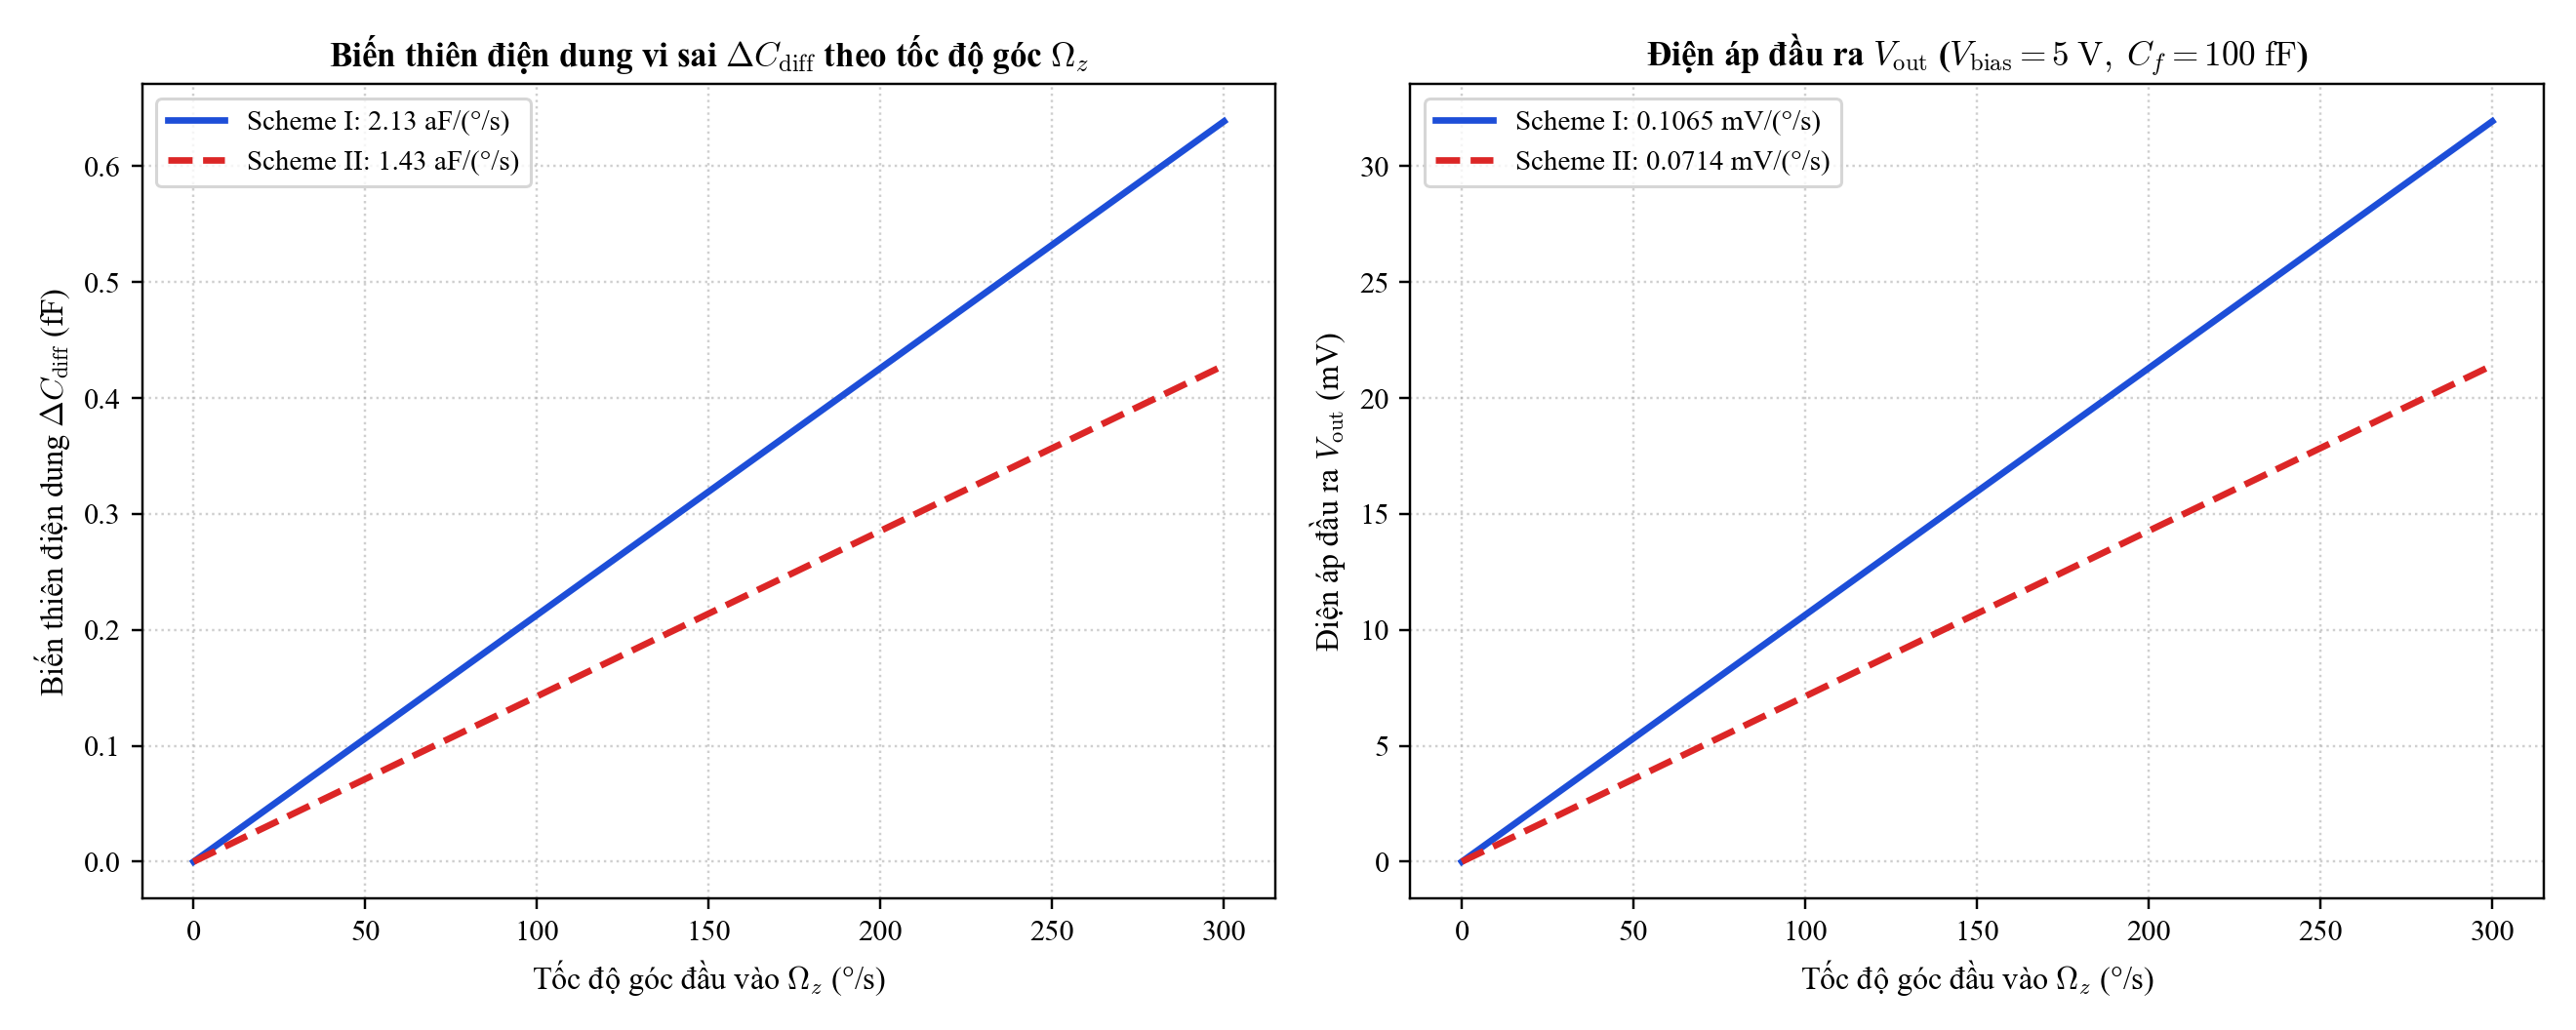 Biến thiên điện dung vi sai ΔC_diff theo tốc độ góc Ω_z
Scheme I: 2.13 aF/(°/s)
Scheme II: 1.43 aF/(°/s)
Biến thiên điện dung ΔC_diff (fF)
0.6
0.5
0.4
0.3
0.2
0.1
0.0
0 50 100 150 200 250 300
Tốc độ góc đầu vào Ω_z (°/s)
Điện áp đầu ra V_out (V_bias = 5 V, C_f = 100 fF)
Scheme I: 0.1065 mV/(°/s)
Scheme II: 0.0714 mV/(°/s)
Điện áp đầu ra V_out (mV)
30
25
20
15
10
5
0
0 50 100 150 200 250 300
Tốc độ góc đầu vào Ω_z (°/s)